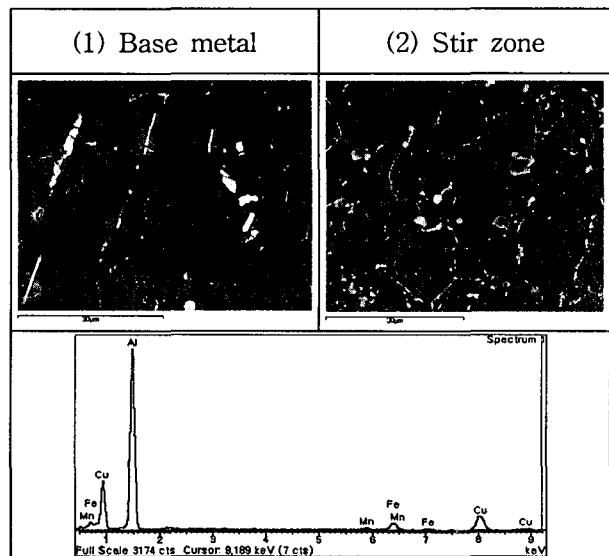 (1) Base metal
(2) Stir zone
30μm
30μm
Spectrum
Al
Cu
Fe
Mn
Fe
Mn
Mn
Fe
Cu
Cu
1 2 3 4 5 6 7 8 9
Full Scale 3174 cts Cursor: 9.189 keV (7 cts)
keV